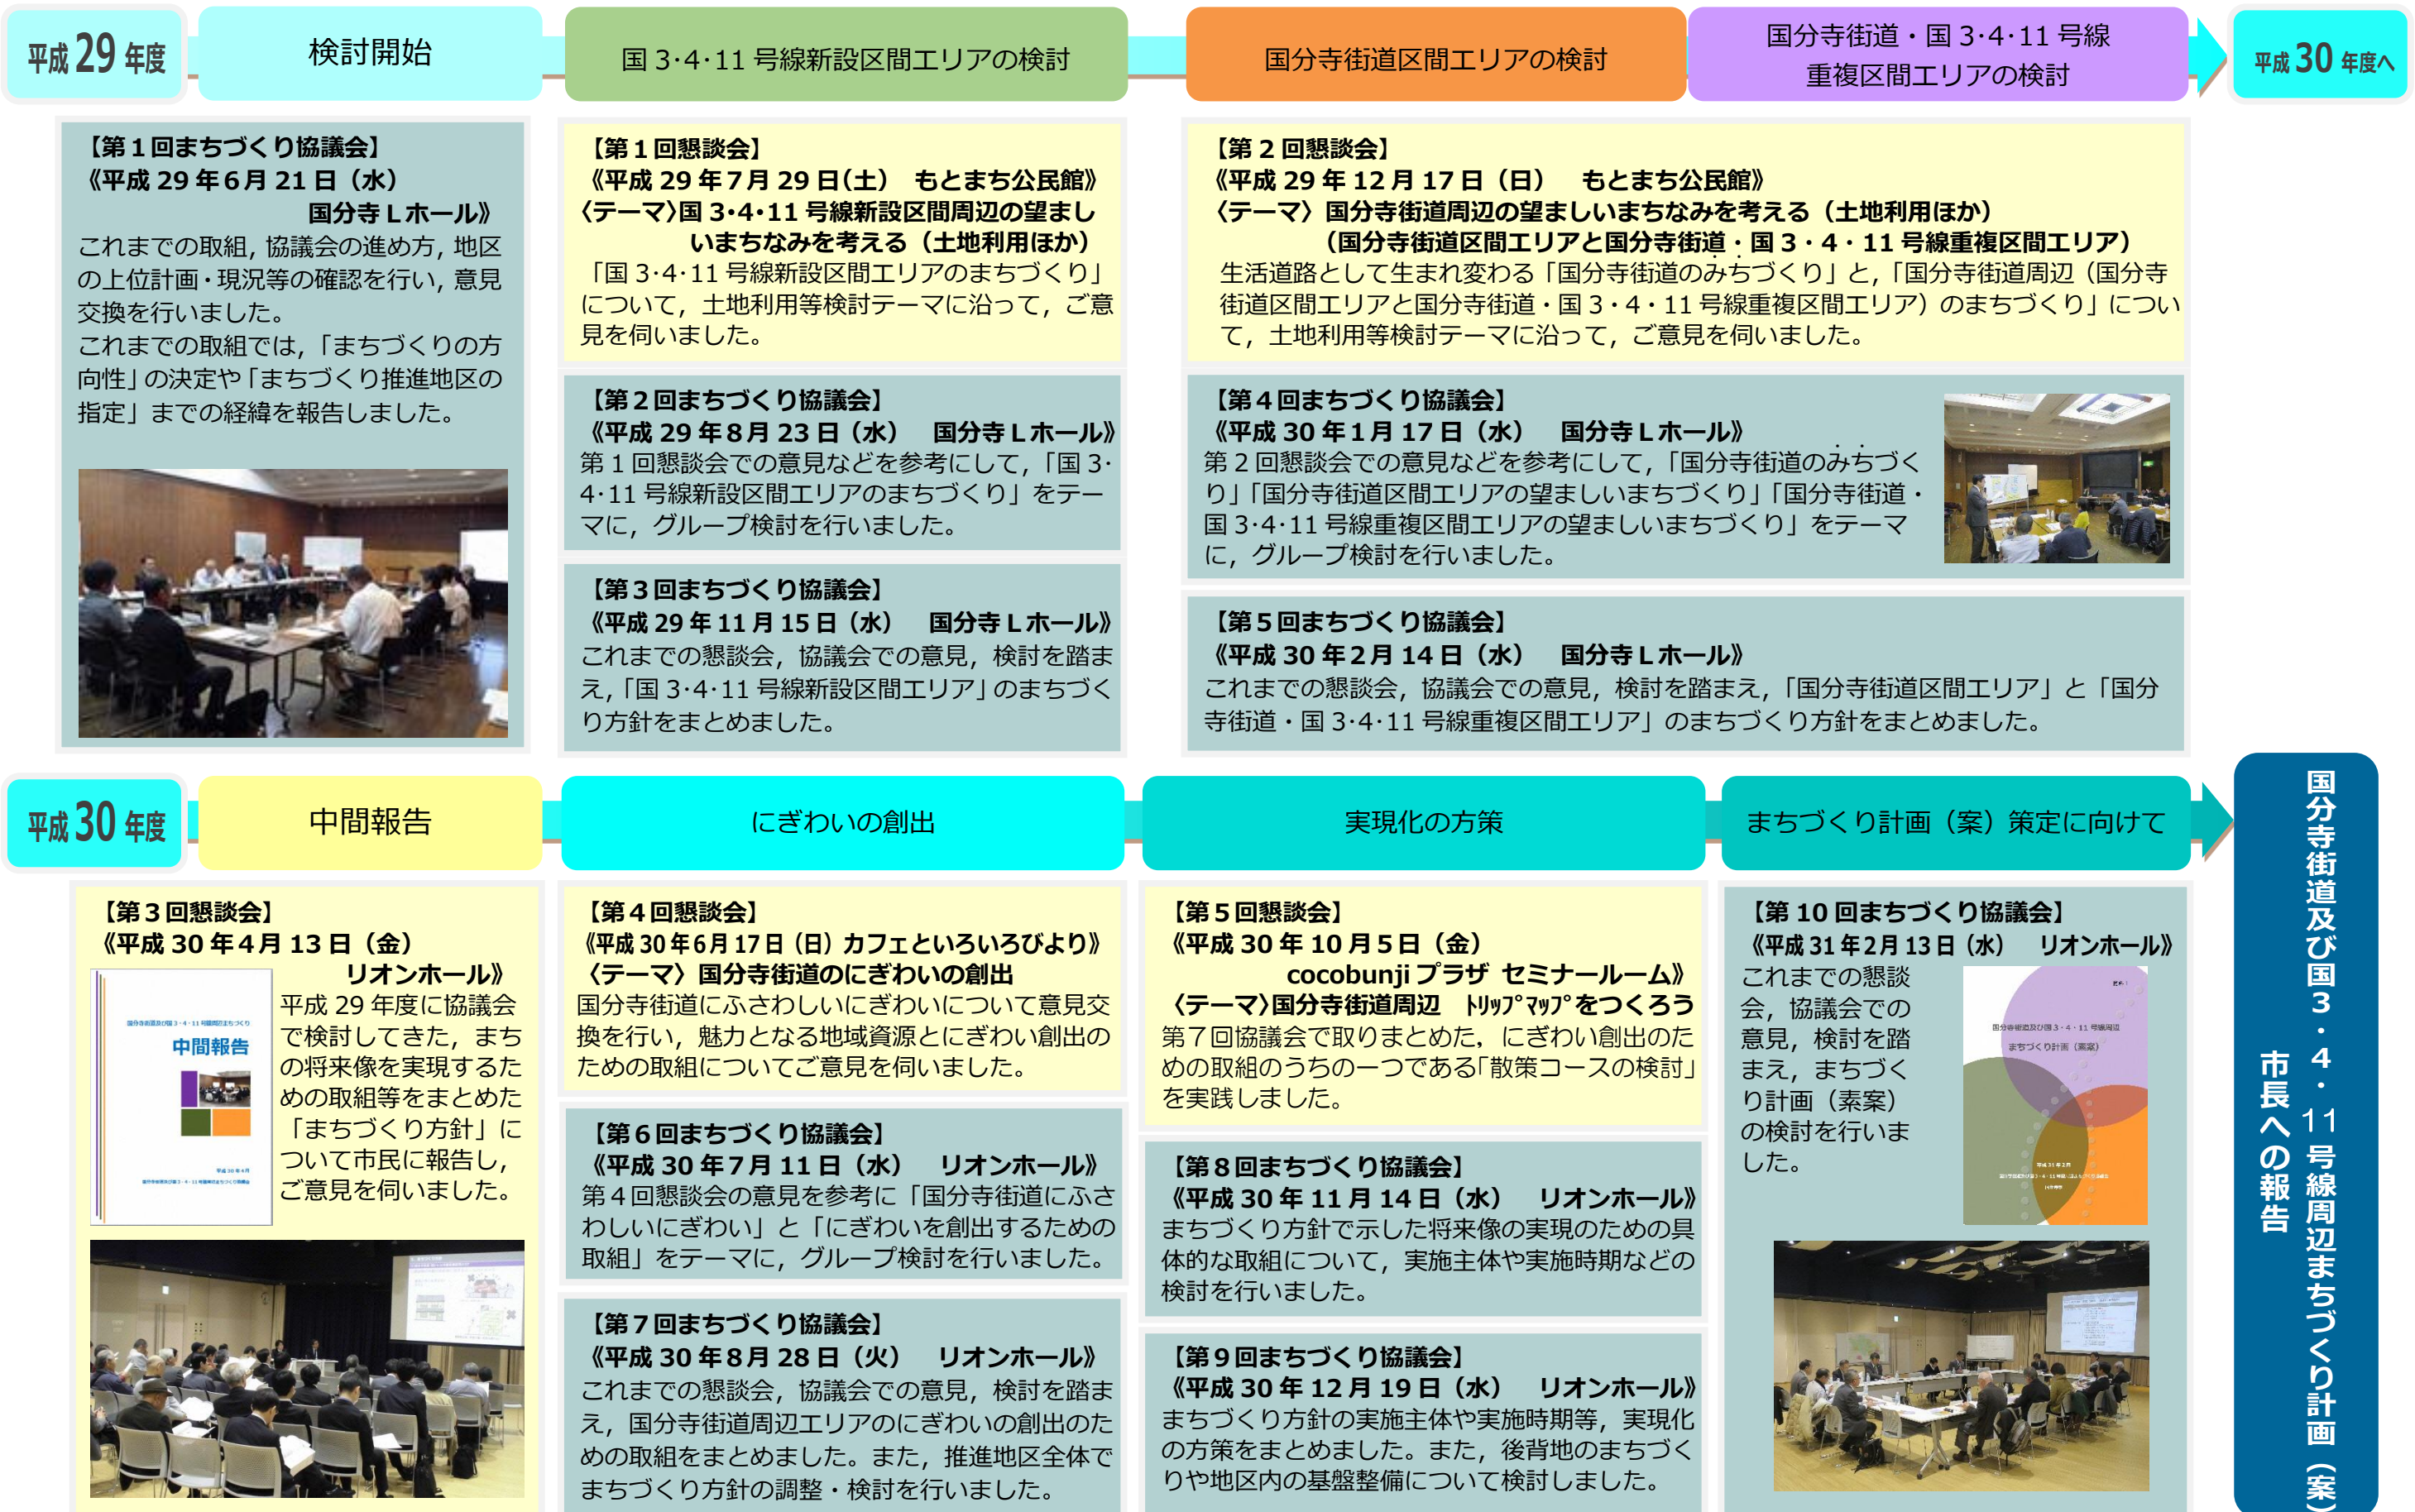 平成 29 年度
検討開始
国 3･4･11 号線新設区間エリアの検討
国分寺街道区間エリアの検討
国分寺街道・国 3･4･11 号線
重複区間エリアの検討
平成 30 年度へ
【第１回まちづくり協議会】
《平成 29 年６月 21 日（水）
国分寺Ｌホール》
これまでの取組，協議会の進め方，地区
の上位計画・現況等の確認を行い，意見
交換を行いました。
これまでの取組では，「まちづくりの方
向性」の決定や「まちづくり推進地区の
指定」までの経緯を報告しました。
【第１回懇談会】
《平成 29 年７月 29 日（土）　もとまち公民館》
〈テーマ〉国 3･4･11 号線新設区間周辺の望まし
いまちなみを考える（土地利用ほか）
「国 3･4･11 号線新設区間エリアのまちづくり」
について，土地利用等検討テーマに沿って，ご意
見を伺いました。
【第２回まちづくり協議会】
《平成 29 年８月 23 日（水）　国分寺Ｌホール》
第１回懇談会での意見などを参考にして，「国 3･
4･11 号線新設区間エリアのまちづくり」をテー
マに，グループ検討を行いました。
【第３回まちづくり協議会】
《平成 29 年 11 月 15 日（水）　国分寺Ｌホール》
これまでの懇談会，協議会での意見，検討を踏ま
え，「国 3･4･11 号線新設区間エリア」のまちづく
り方針をまとめました。
【第２回懇談会】
《平成 29 年 12 月 17 日（日）　もとまち公民館》
〈テーマ〉国分寺街道周辺の望ましいまちなみを考える（土地利用ほか）
（国分寺街道区間エリアと国分寺街道・国３・４・11 号線重複区間エリア）
生活道路として生まれ変わる「国分寺街道のみちづくり」と，「国分寺街道周辺（国分寺
街道区間エリアと国分寺街道・国３・４・11 号線重複区間エリア）のまちづくり」につい
て，土地利用等検討テーマに沿って，ご意見を伺いました。
【第４回まちづくり協議会】
《平成 30 年１月 17 日（水）　国分寺Ｌホール》
第２回懇談会での意見などを参考にして，「国分寺街道のみちづく
り」「国分寺街道区間エリアの望ましいまちづくり」「国分寺街道・
国 3･4･11 号線重複区間エリアの望ましいまちづくり」をテーマ
に，グループ検討を行いました。
【第５回まちづくり協議会】
《平成 30 年２月 14 日（水）　国分寺Ｌホール》
これまでの懇談会，協議会での意見，検討を踏まえ，「国分寺街道区間エリア」と「国分
寺街道・国 3･4･11 号線重複区間エリア」のまちづくり方針をまとめました。
平成 30 年度
中間報告
にぎわいの創出
実現化の方策
まちづくり計画（案）策定に向けて
【第３回懇談会】
《平成 30 年４月 13 日（金）
リオンホール》
平成 29 年度に協議会
で検討してきた，まち
の将来像を実現するた
めの取組等をまとめた
「まちづくり方針」に
ついて市民に報告し，
ご意見を伺いました。
国分寺街道及び国３・４・11 号線周辺まちづくり
中間報告
平成 30 年４月
【第４回懇談会】
《平成 30 年６月 17 日（日）カフェといろいろびより》
〈テーマ〉国分寺街道のにぎわいの創出
国分寺街道にふさわしいにぎわいについて意見交
換を行い，魅力となる地域資源とにぎわい創出の
ための取組についてご意見を伺いました。
【第６回まちづくり協議会】
《平成 30 年７月 11 日（水）　リオンホール》
第４回懇談会の意見を参考に「国分寺街道にふさ
わしいにぎわい」と「にぎわいを創出するための
取組」をテーマに，グループ検討を行いました。
【第７回まちづくり協議会】
《平成 30 年８月 28 日（火）　リオンホール》
これまでの懇談会，協議会での意見，検討を踏ま
え，国分寺街道周辺エリアのにぎわいの創出のた
めの取組をまとめました。また，推進地区全体で
まちづくり方針の調整・検討を行いました。
【第５回懇談会】
《平成 30 年 10 月５日（金）
cocobunji プラザ セミナールーム》
〈テーマ〉国分寺街道周辺　ﾄﾘｯﾌﾟﾏｯﾌﾟをつくろう
第７回協議会で取りまとめた，にぎわい創出のた
めの取組のうちの一つである「散策コースの検討」
を実践しました。
【第８回まちづくり協議会】
《平成 30 年 11 月 14 日（水）　リオンホール》
まちづくり方針で示した将来像の実現のための具
体的な取組について，実施主体や実施時期などの
検討を行いました。
【第９回まちづくり協議会】
《平成 30 年 12 月 19 日（水）　リオンホール》
まちづくり方針の実施主体や実施時期等，実現化
の方策をまとめました。また，後背地のまちづく
りや地区内の基盤整備について検討しました。
【第 10 回まちづくり協議会】
《平成 31 年２月 13 日（水）　リオンホール》
これまでの懇談
会，協議会での
意見，検討を踏
まえ，まちづく
り計画（素案）
の検討を行いま
した。
国分寺街道及び国３・４・11 号線周辺
まちづくり計画（素案）
平成 31 年２月
国分寺街道及び国３・４・11 号線周辺まちづくり計画（案）
市長への報告